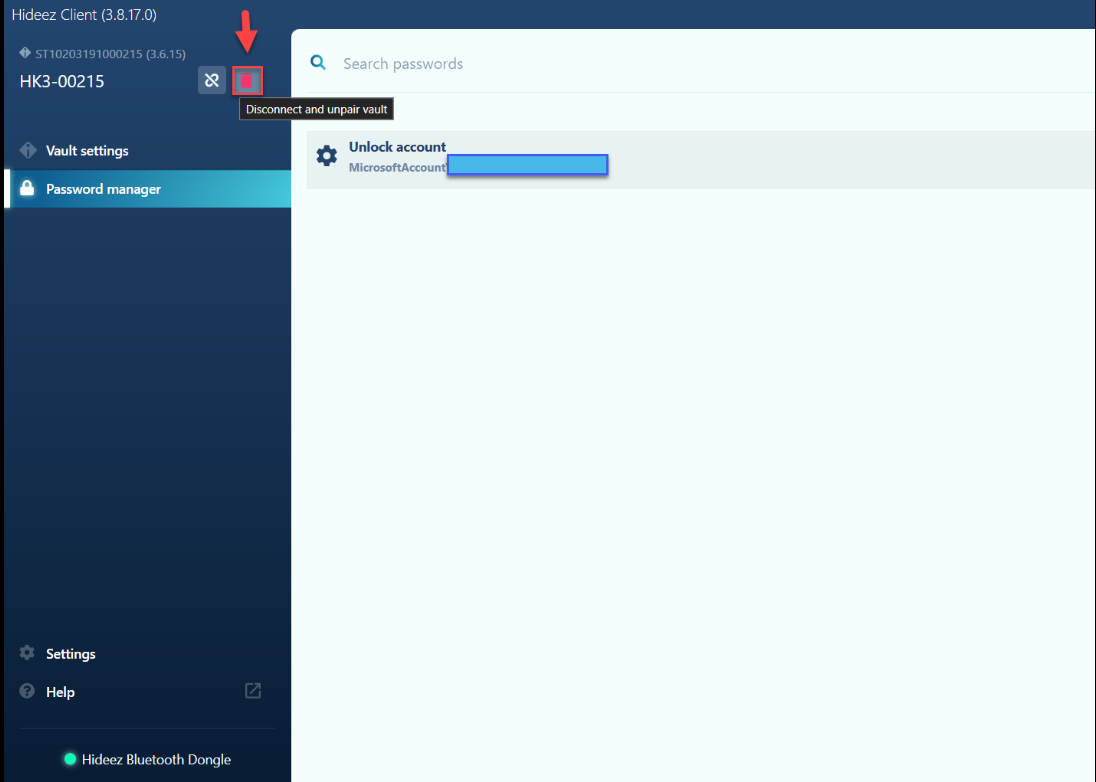 Hideez Client (3.8.17.0)
ST10203191000215 (3.6.15)
HK3-00215
Disconnect and unpair vault
Vault settings
Password manager
Settings
Help
Hideez Bluetooth Dongle
Search passwords
Unlock account
MicrosoftAccount